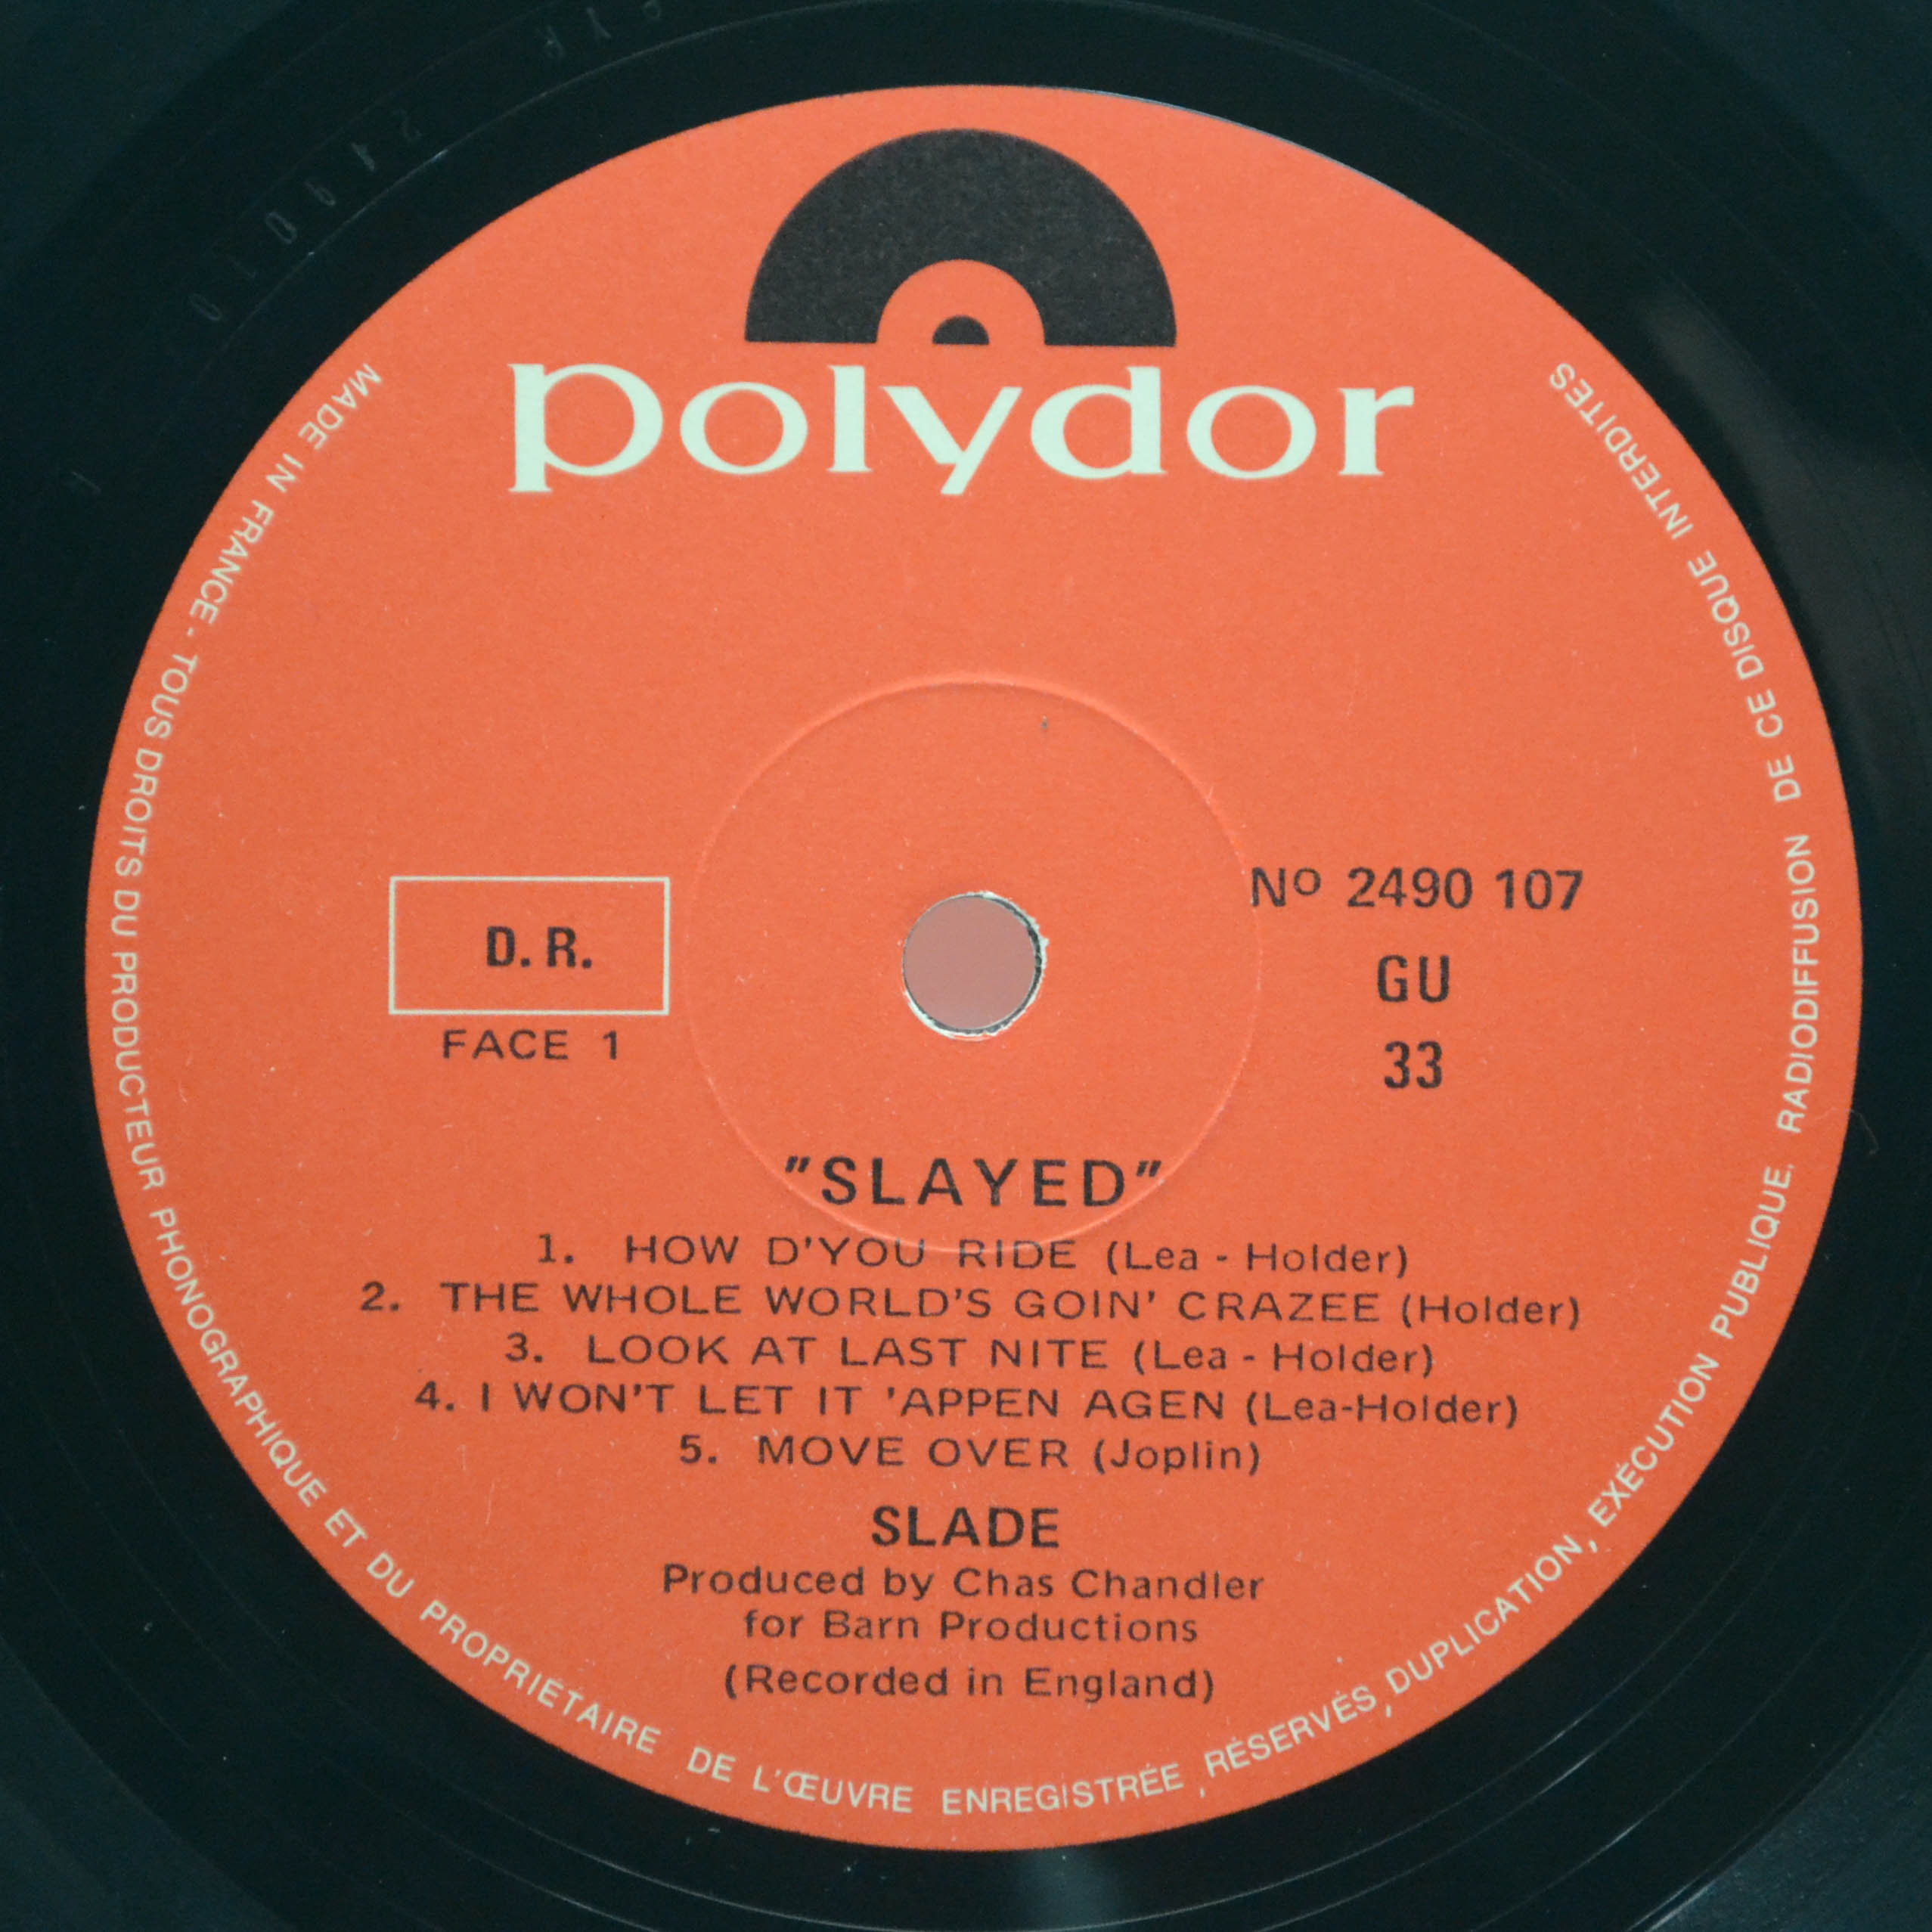 polydor
D. R.
FACE 1
Nº 2490 107
GU
33
"SLAYED"
1. HOW D'YOU RIDE (Lea - Holder)
2. THE WHOLE WORLD'S GOIN' CRAZEE (Holder)
3. LOOK AT LAST NITE (Lea - Holder)
4. I WON'T LET IT 'APPEN AGEN (Lea-Holder)
5. MOVE OVER (Joplin)
SLADE
Produced by Chas Chandler
for Barn Productions
(Recorded in England)
MADE IN FRANCE - TOUS DROITS DU PRODUCTEUR PHONOGRAPHIQUE ET DU PROPRIÉTAIRE DE L'ŒUVRE ENREGISTRÉE, RÉSERVÉS, DUPLICATION, EXÉCUTION PUBLIQUE, RADIODIFFUSION DE CE DISQUE INTERDITES